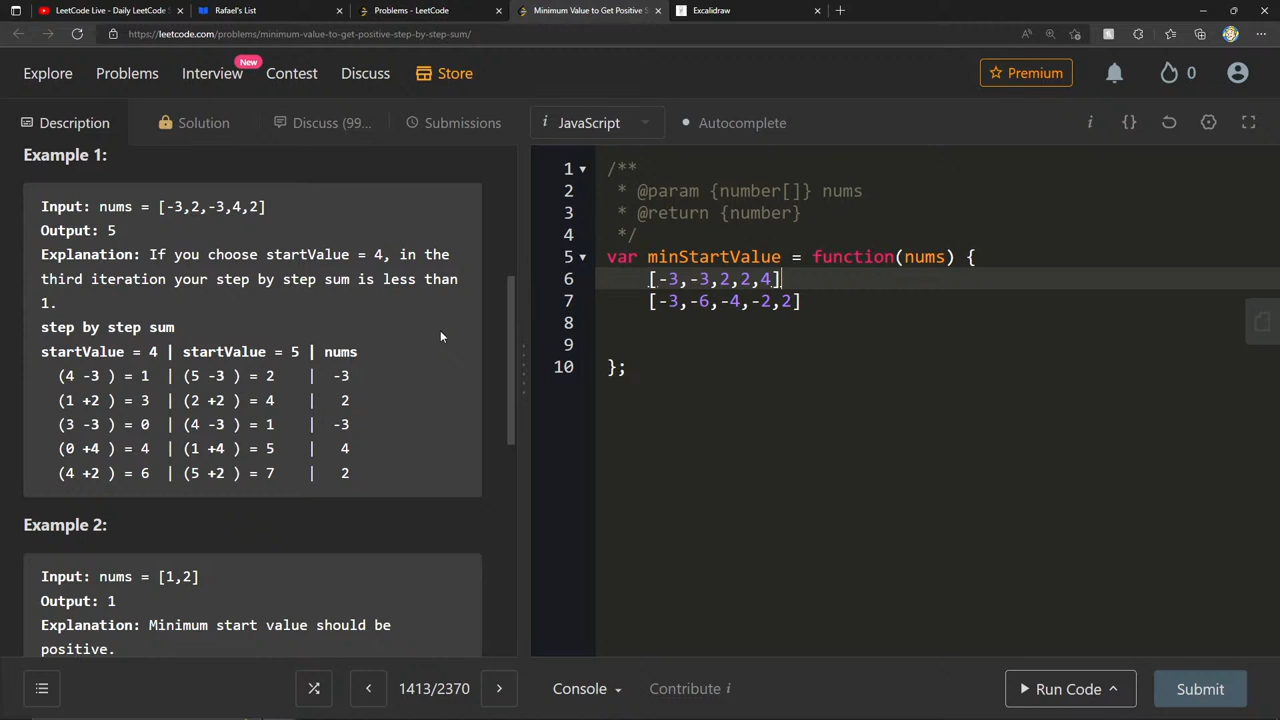 LeetCode Live - Daily LeetCode
Rafael's List
Problems - LeetCode
Minimum Value to Get Positive S
Excalidraw
https://leetcode.com/problems/minimum-value-to-get-positive-step-by-step-sum/
Explore
Problems
Interview
New
Contest
Discuss
Store
Premium
0
Description
Solution
Discuss (99...
Submissions
i JavaScript
Autocomplete
Example 1:
Input: nums = [-3,2,-3,4,2]
Output: 5
Explanation: If you choose startValue = 4, in the
third iteration your step by step sum is less than
1.
step by step sum
startValue = 4 | startValue = 5 | nums
(4 -3 ) = 1 | (5 -3 ) = 2 | -3
(1 +2 ) = 3 | (2 +2 ) = 4 | 2
(3 -3 ) = 0 | (4 -3 ) = 1 | -3
(0 +4 ) = 4 | (1 +4 ) = 5 | 4
(4 +2 ) = 6 | (5 +2 ) = 7 | 2
Example 2:
Input: nums = [1,2]
Output: 1
Explanation: Minimum start value should be
positive.
1 /**
2 * @param {number[]} nums
3 * @return {number}
4 */
5 var minStartValue = function(nums) {
6 [-3,-3,2,2,4]
7 [-3,-6,-4,-2,2]
8
9
10 };
1413/2370
Console
Contribute i
Run Code
Submit